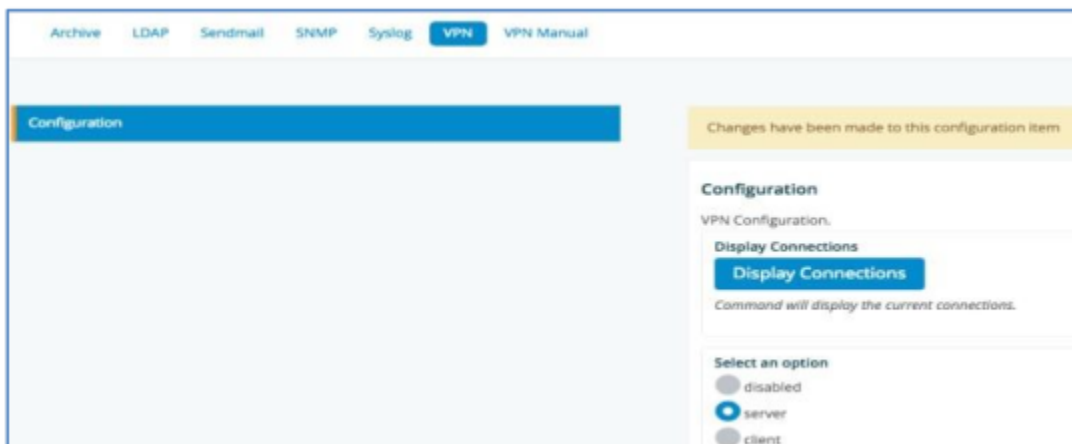 Archive LDAP Sendmail SNMP Syslog VPN VPN Manual
Configuration
Changes have been made to this configuration item
Configuration
VPN Configuration.
Display Connections
Display Connections
Command will display the current connections.
Select an option
disabled
server
client